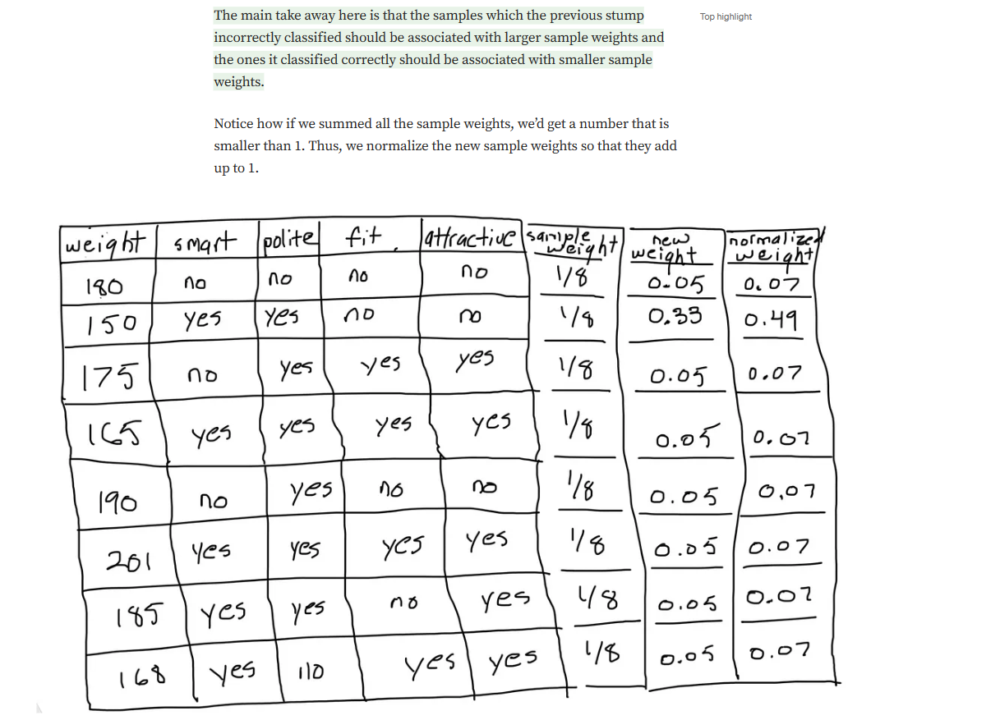 The main take away here is that the samples which the previous stump
Top highlight
incorrectly classified should be associated with larger sample weights and
the ones it classified correctly should be associated with smaller sample
weights.
Notice how if we summed all the sample weights, we’d get a number that is
smaller than 1. Thus, we normalize the new sample weights so that they add
up to 1.
weight smart polite fit attractive sample weight new weight normalized weight
180 no no no no 1/8 0.05 0.07
150 yes yes no no 1/8 0.33 0.49
175 no yes yes yes 1/8 0.05 0.07
165 yes yes yes yes 1/8 0.05 0.07
190 no yes no no 1/8 0.05 0.07
201 yes yes yes yes 1/8 0.05 0.07
185 yes yes no yes 1/8 0.05 0.07
168 yes no yes yes 1/8 0.05 0.07